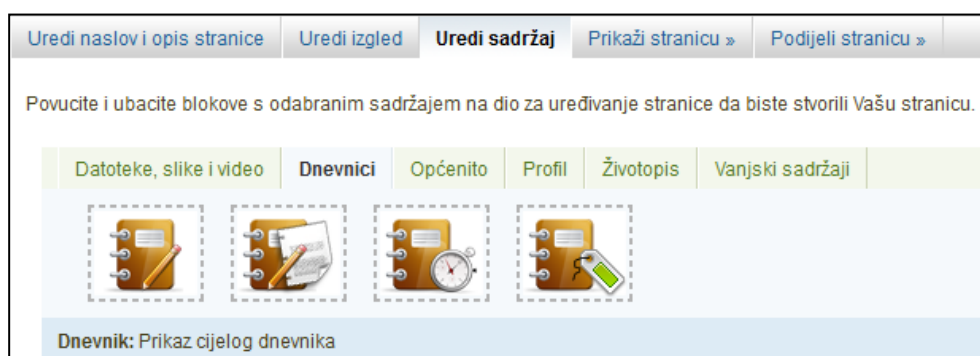 Uredi naslov i opis stranice Uredi izgled Uredi sadržaj Prikaži stranicu » Podijeli stranicu »
Povucite i ubacite blokove s odabranim sadržajem na dio za uređivanje stranice da biste stvorili Vašu stranicu.
Datoteke, slike i video Dnevnici Općenito Profil Životopis Vanjski sadržaji
Dnevnik: Prikaz cijelog dnevnika